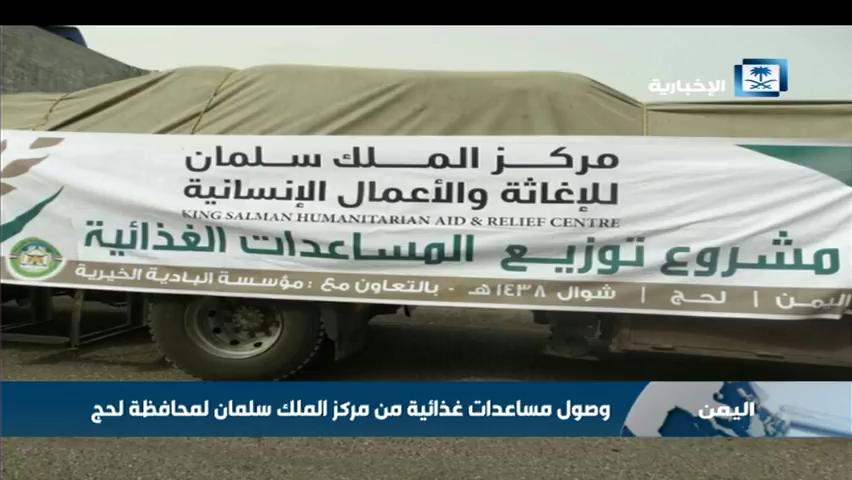 الإخبارية
مركز الملك سلمان
للإغاثة والأعمال الإنسانية
KING SALMAN HUMANITARIAN AID & RELIEF CENTRE
مشروع توزيع المساعدات الغذائية
اليمن | لحج | شوال ١٤٣٨هـ - بالتعاون مع : مؤسسة البادية الخيرية
اليمن
وصول مساعدات غذائية من مركز الملك سلمان لمحافظة لحج